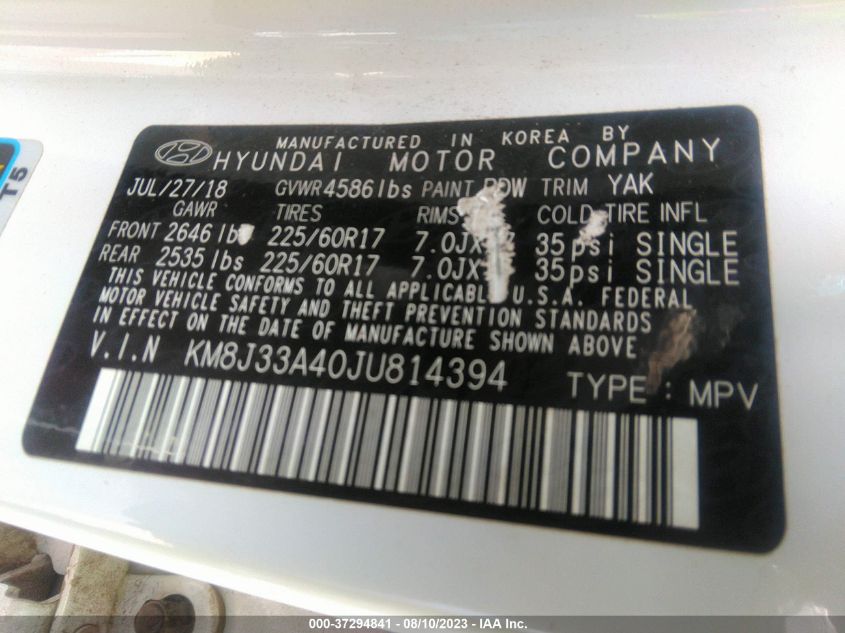 MANUFACTURED IN KOREA BY
HYUNDAI MOTOR COMPANY
JUL/27/18 GVWR 4586 lbs PAINT TRIM YAK
GAWR TIRES RIMS COLD TIRE INFL
FRONT 2646 lbs 225/60R17 7.0JX 35psi SINGLE
REAR 2535 lbs 225/60R17 7.0JX 35psi SINGLE
THIS VEHICLE CONFORMS TO ALL APPLICABLE U.S.A. FEDERAL
MOTOR VEHICLE SAFETY AND THEFT PREVENTION STANDARDS
IN EFFECT ON THE DATE OF MANUFACTURE SHOWN ABOVE
V.I.N KM8J33A40JU814394 TYPE : MPV
T5
000-37294841 - 08/10/2023 - IAA Inc.